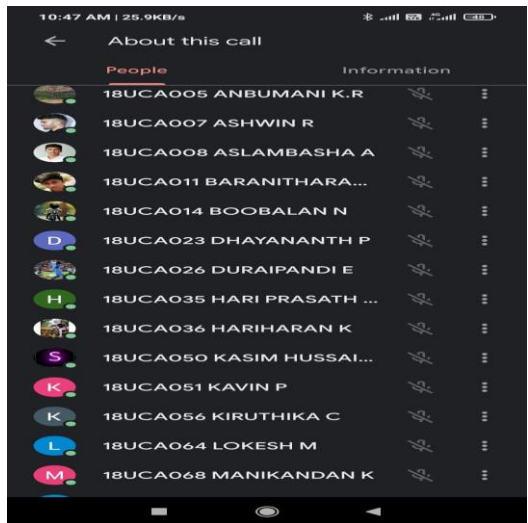 10:47 AM | 25.9KB/s 48
About this call
People Information
18UCA005 ANBUMANI K.R
18UCA007 ASHWIN R
18UCA008 ASLAMBASHA A
18UCA011 BARANITHARA...
18UCA014 BOOBALAN N
D 18UCA023 DHAYANANTH P
18UCA026 DURAIPANDI E
H 18UCA035 HARI PRASATH ...
18UCA036 HARIHARAN K
S 18UCA050 KASIM HUSSAI...
K 18UCA051 KAVIN P
K 18UCA056 KIRUTHIKA C
L 18UCA064 LOKESH M
M 18UCA068 MANIKANDAN K